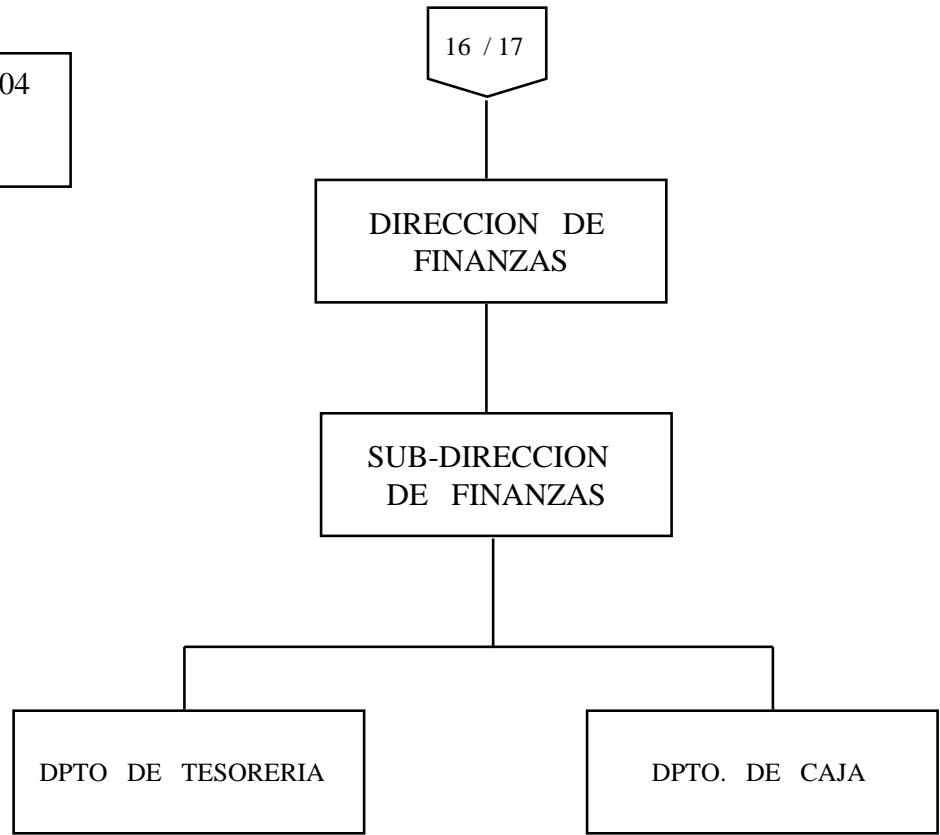 16 / 17
04
DIRECCION DE
FINANZAS
SUB-DIRECCION
DE FINANZAS
DPTO DE TESORERIA
DPTO. DE CAJA